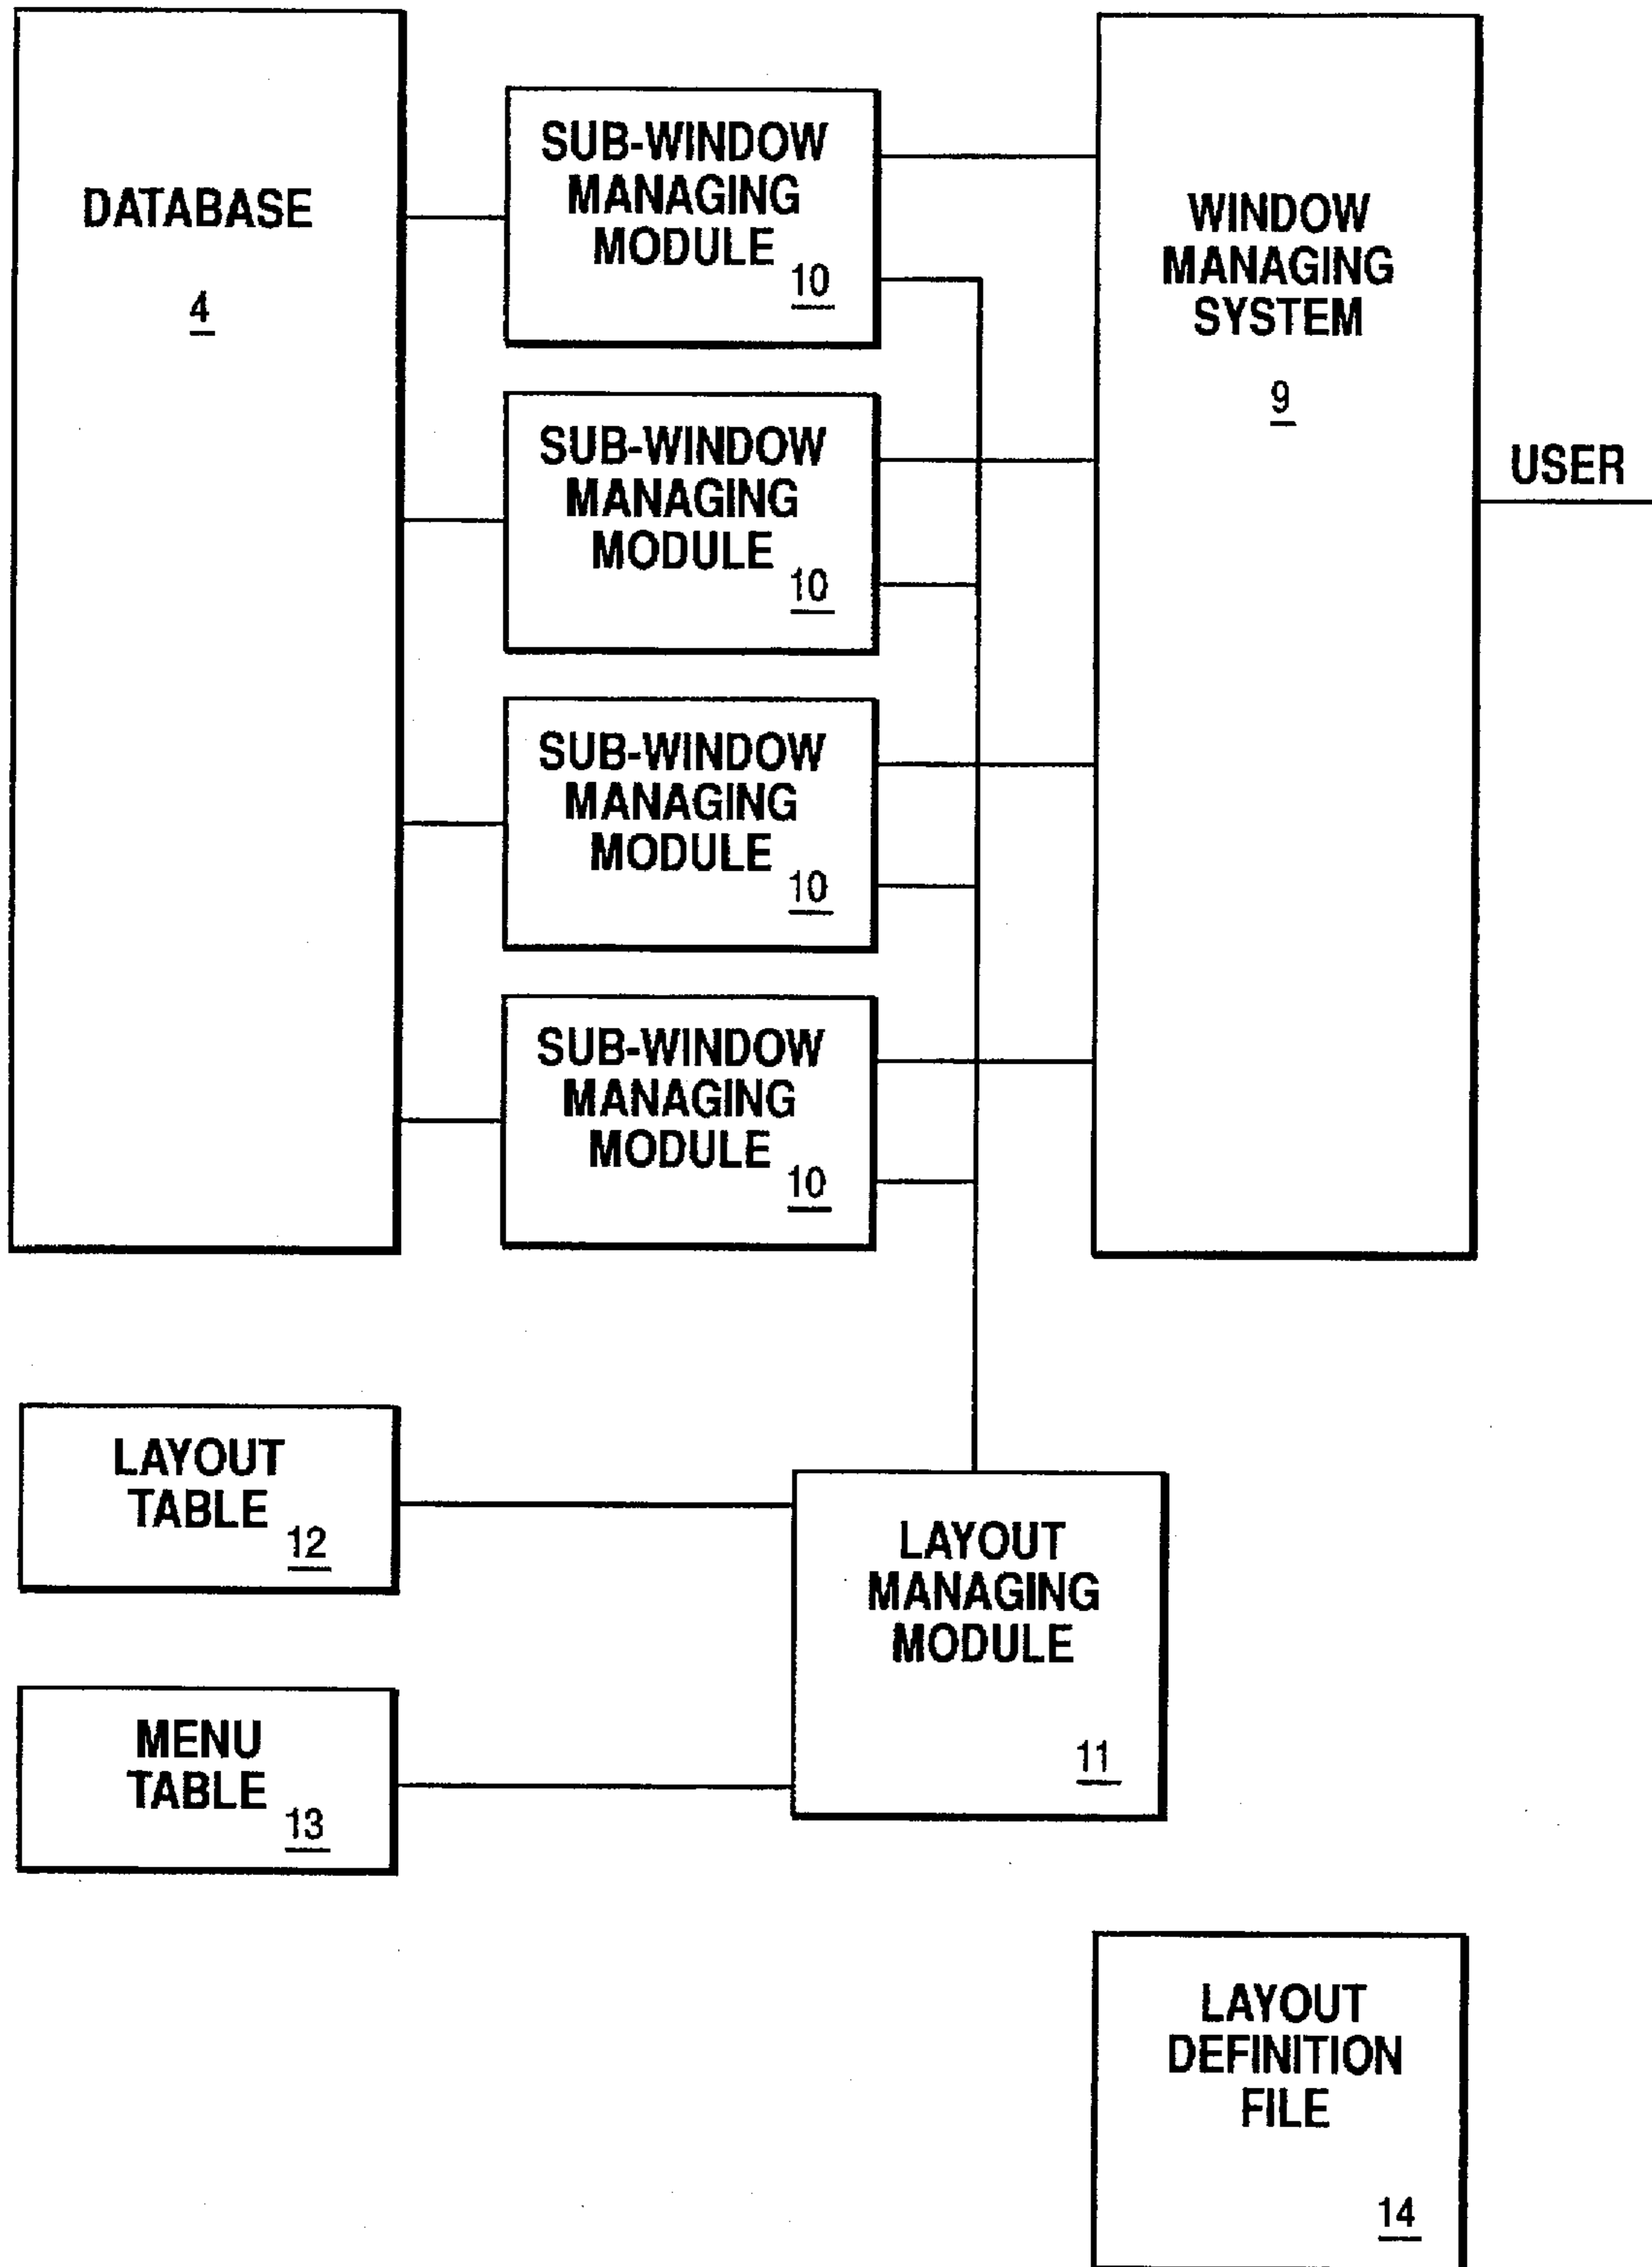 DATABASE
4
SUB-WINDOW
MANAGING
MODULE
10
SUB-WINDOW
MANAGING
MODULE
10
SUB-WINDOW
MANAGING
MODULE
10
SUB-WINDOW
MANAGING
MODULE
10
WINDOW
MANAGING
SYSTEM
9
USER
LAYOUT
TABLE
12
MENU
TABLE
13
LAYOUT
MANAGING
MODULE
11
LAYOUT
DEFINITION
FILE
14